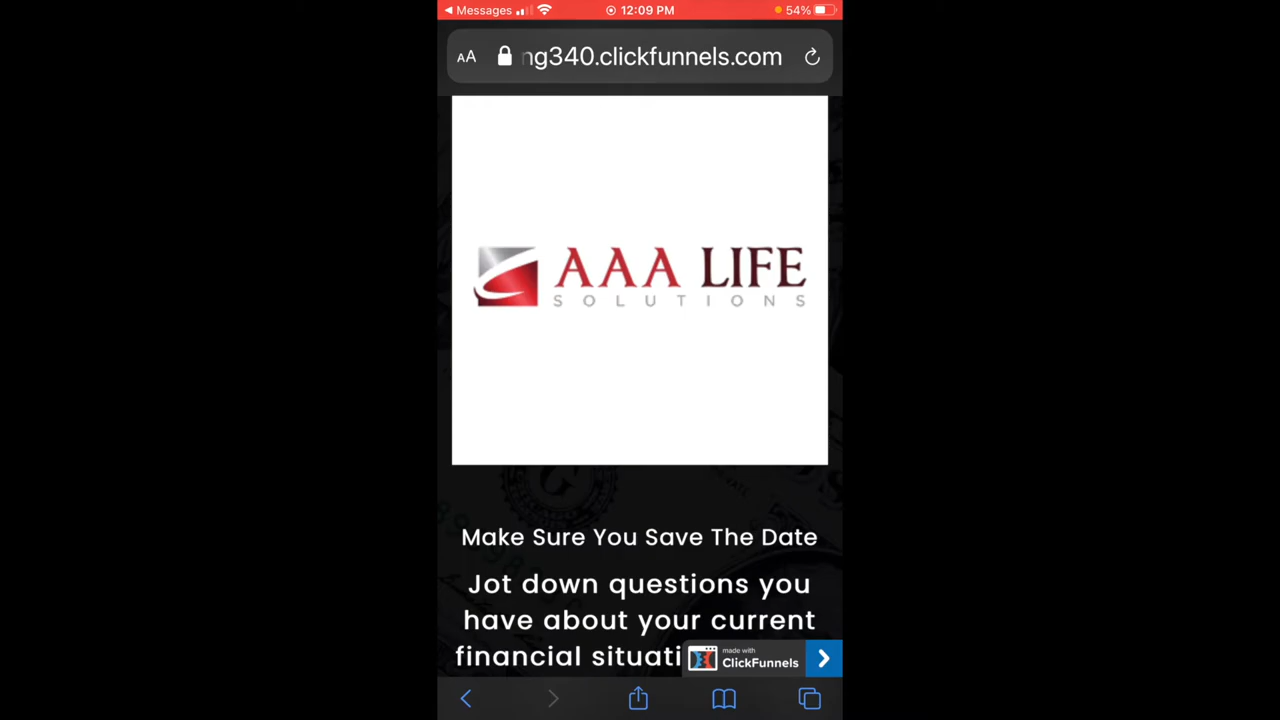 Messages 12:09 PM 54%
AA ng340.clickfunnels.com
AAA LIFE
SOLUTIONS
Make Sure You Save The Date
Jot down questions you
have about your current
financial situati
made with
ClickFunnels